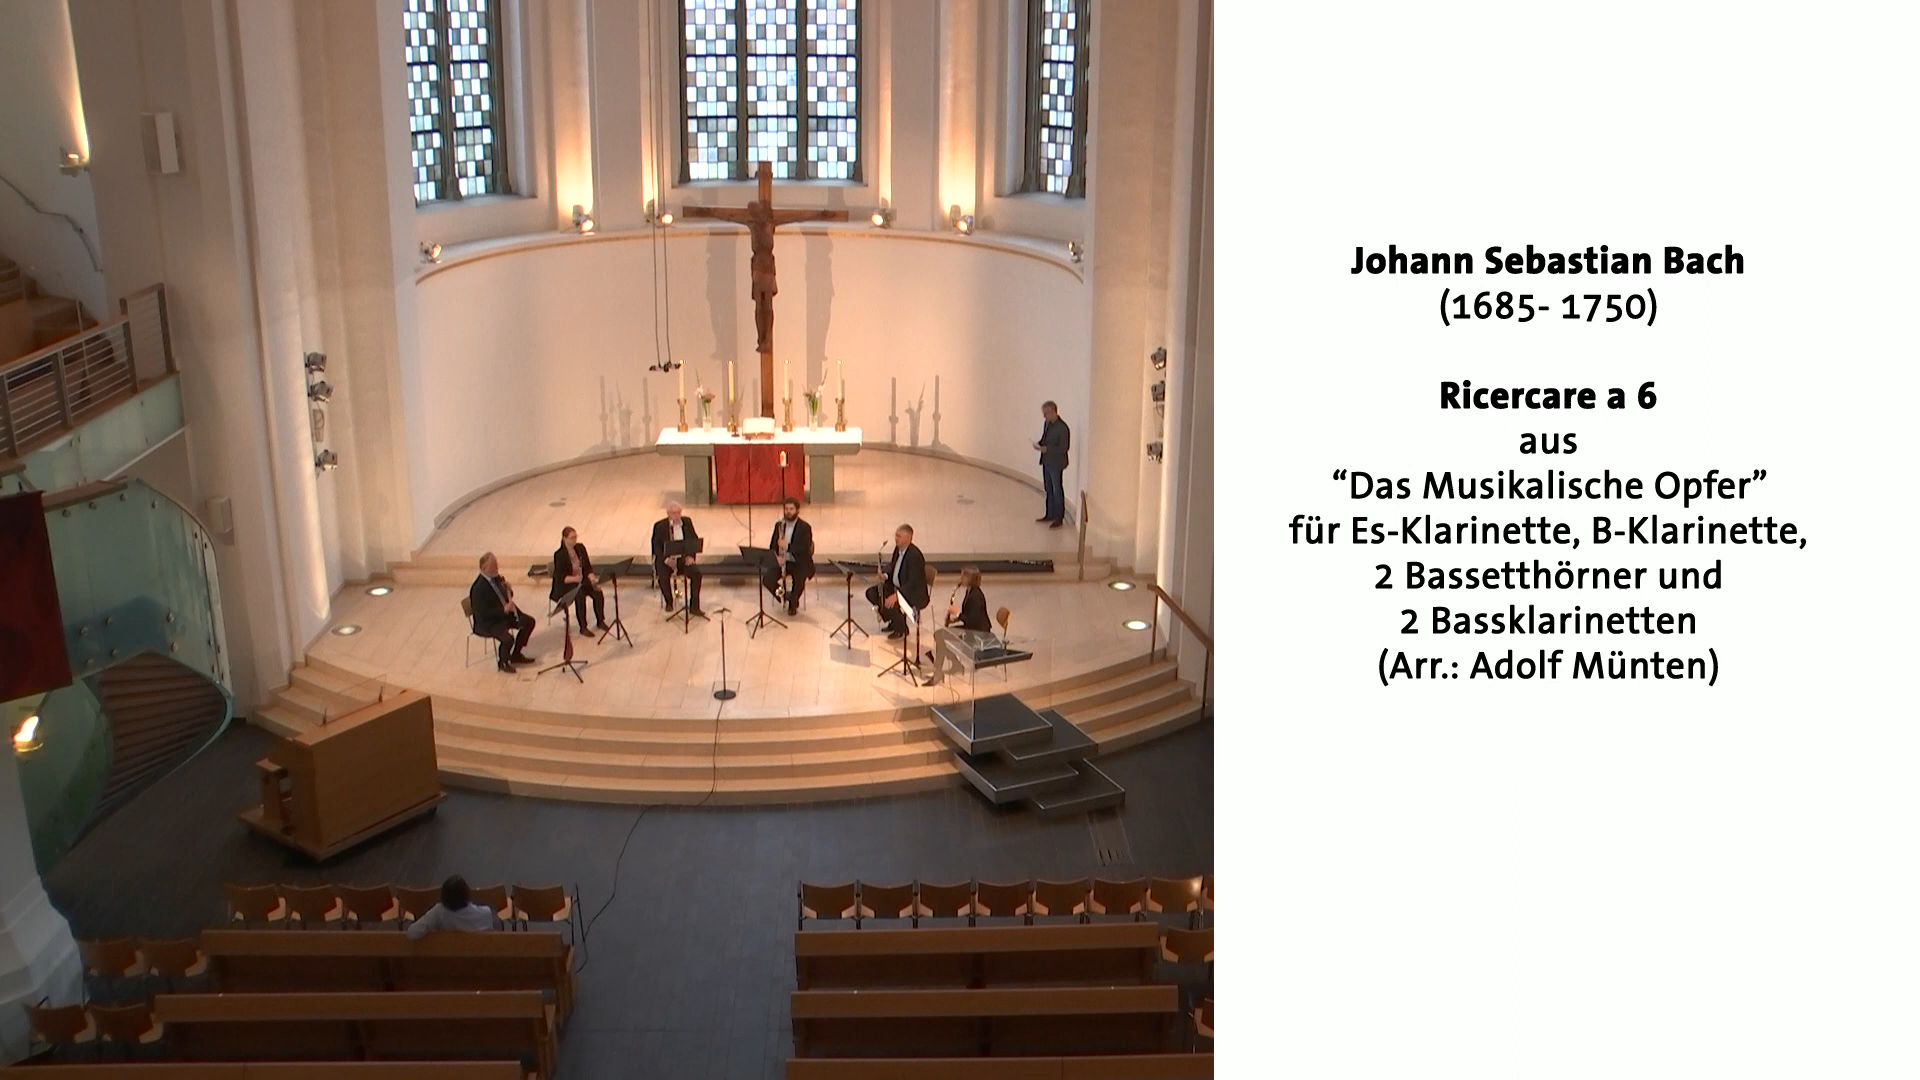 Johann Sebastian Bach
(1685- 1750)
Ricercare a 6
aus
“Das Musikalische Opfer”
für Es-Klarinette, B-Klarinette,
2 Bassetthörner und
2 Bassklarinetten
(Arr.: Adolf Münten)